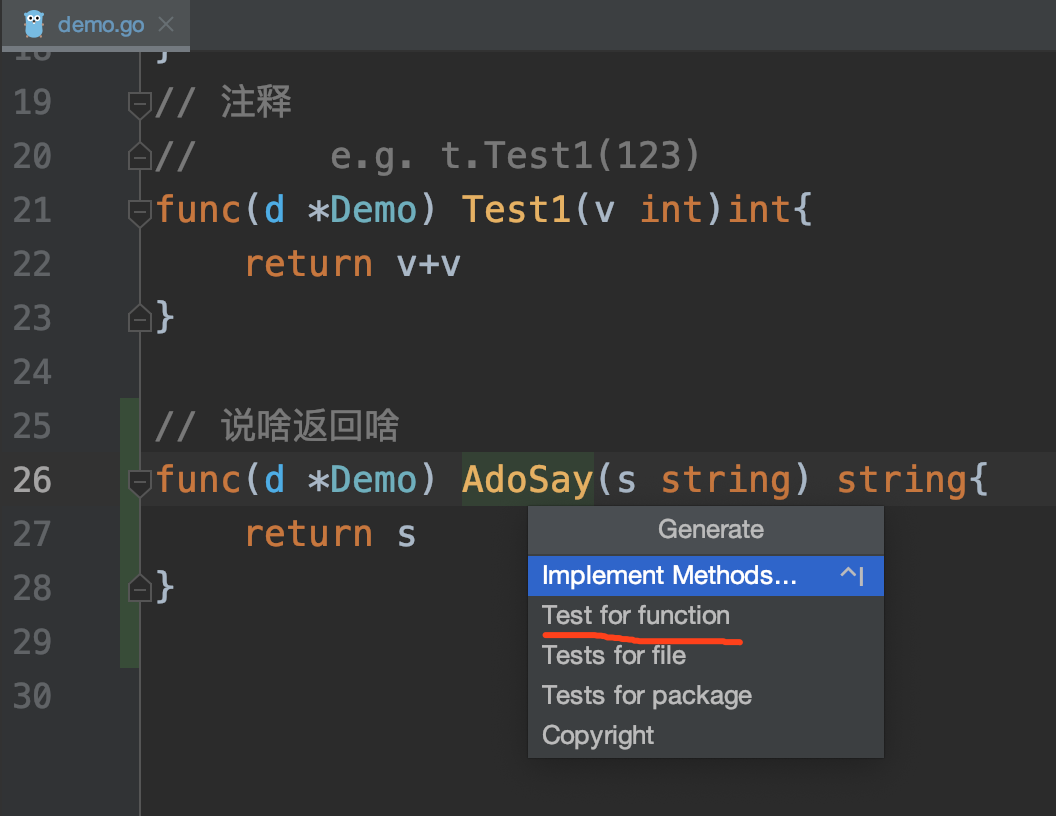 demo.go
18 }
19 // 注释
20 //      e.g. t.Test1(123)
21 func(d *Demo) Test1(v int)int{
22     return v+v
23 }
24
25 // 说啥返回啥
26 func(d *Demo) AdoSay(s string) string{
27     return s
28 }
29
30
Generate
Implement Methods... ^I
Test for function
Tests for file
Tests for package
Copyright